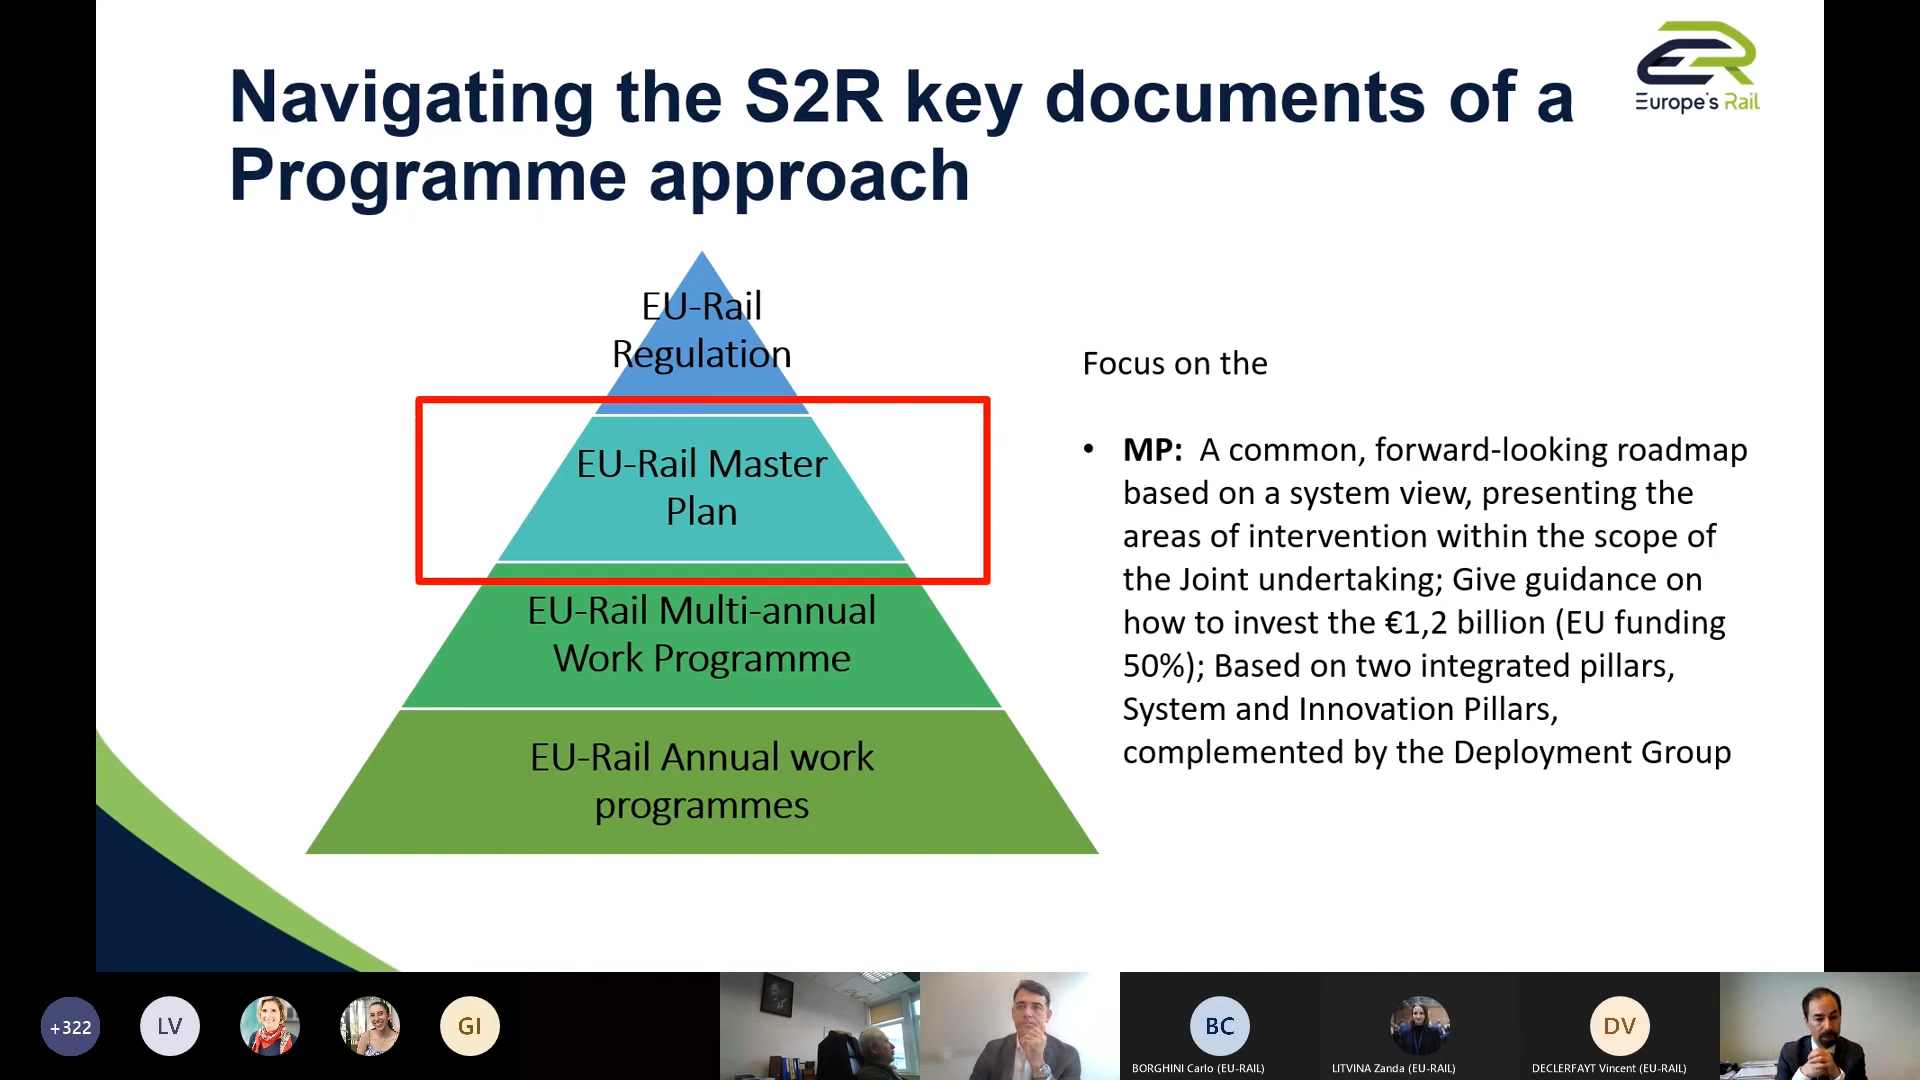 Navigating the S2R key documents of a
Programme approach
Europe's Rail
EU-Rail
Regulation
EU-Rail Master
Plan
EU-Rail Multi-annual
Work Programme
EU-Rail Annual work
programmes
Focus on the
• MP: A common, forward-looking roadmap
based on a system view, presenting the
areas of intervention within the scope of
the Joint undertaking; Give guidance on
how to invest the €1,2 billion (EU funding
50%); Based on two integrated pillars,
System and Innovation Pillars,
complemented by the Deployment Group
+322
LV
GI
BC
BORGHINI Carlo (EU-RAIL)
LITVINA Zanda (EU-RAIL)
DV
DECLERFAYT Vincent (EU-RAIL)